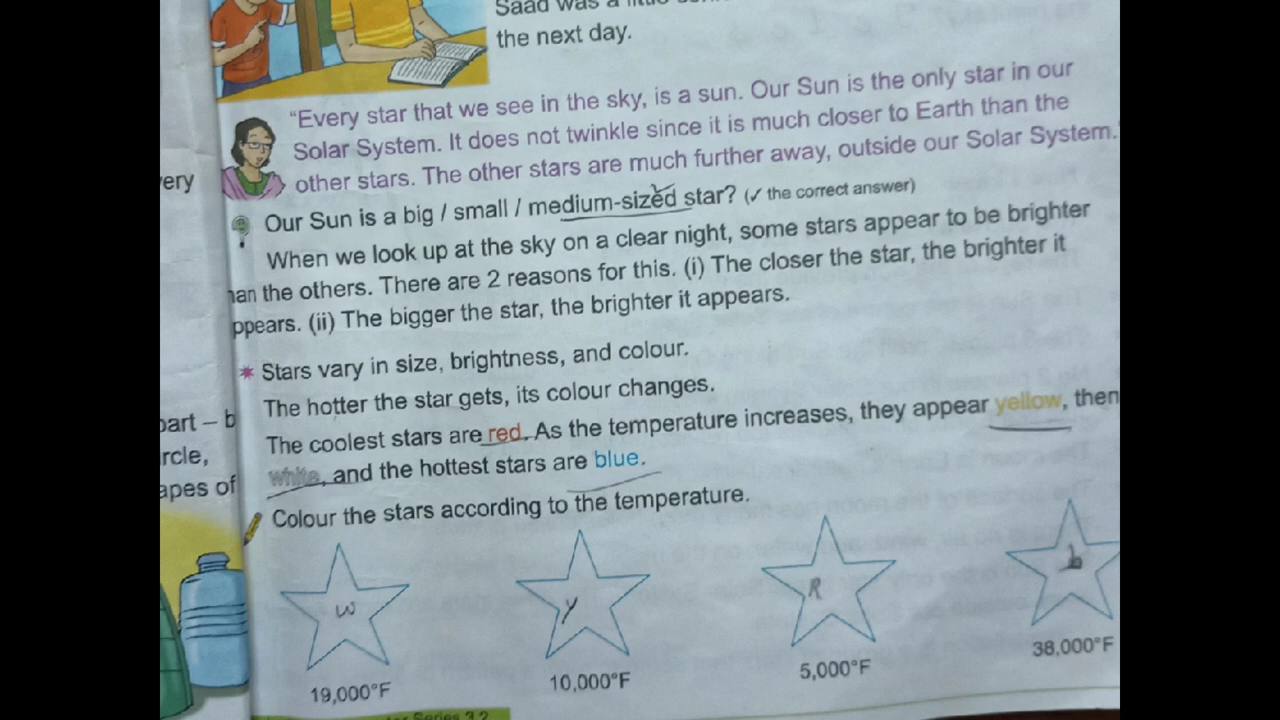 the next day.
"Every star that we see in the sky, is a sun. Our Sun is the only star in our
Solar System. It does not twinkle since it is much closer to Earth than the
other stars. The other stars are much further away, outside our Solar System."
Our Sun is a big / small / medium-sized star? (✓ the correct answer)
When we look up at the sky on a clear night, some stars appear to be brighter
han the others. There are 2 reasons for this. (i) The closer the star, the brighter it
ppears. (ii) The bigger the star, the brighter it appears.
* Stars vary in size, brightness, and colour.
The hotter the star gets, its colour changes.
The coolest stars are red. As the temperature increases, they appear yellow, then
white, and the hottest stars are blue.
Colour the stars according to the temperature.
W
Y
R
b
19,000°F
10,000°F
5,000°F
38,000°F
Series 3.2
ery
part – b
rcle,
apes of